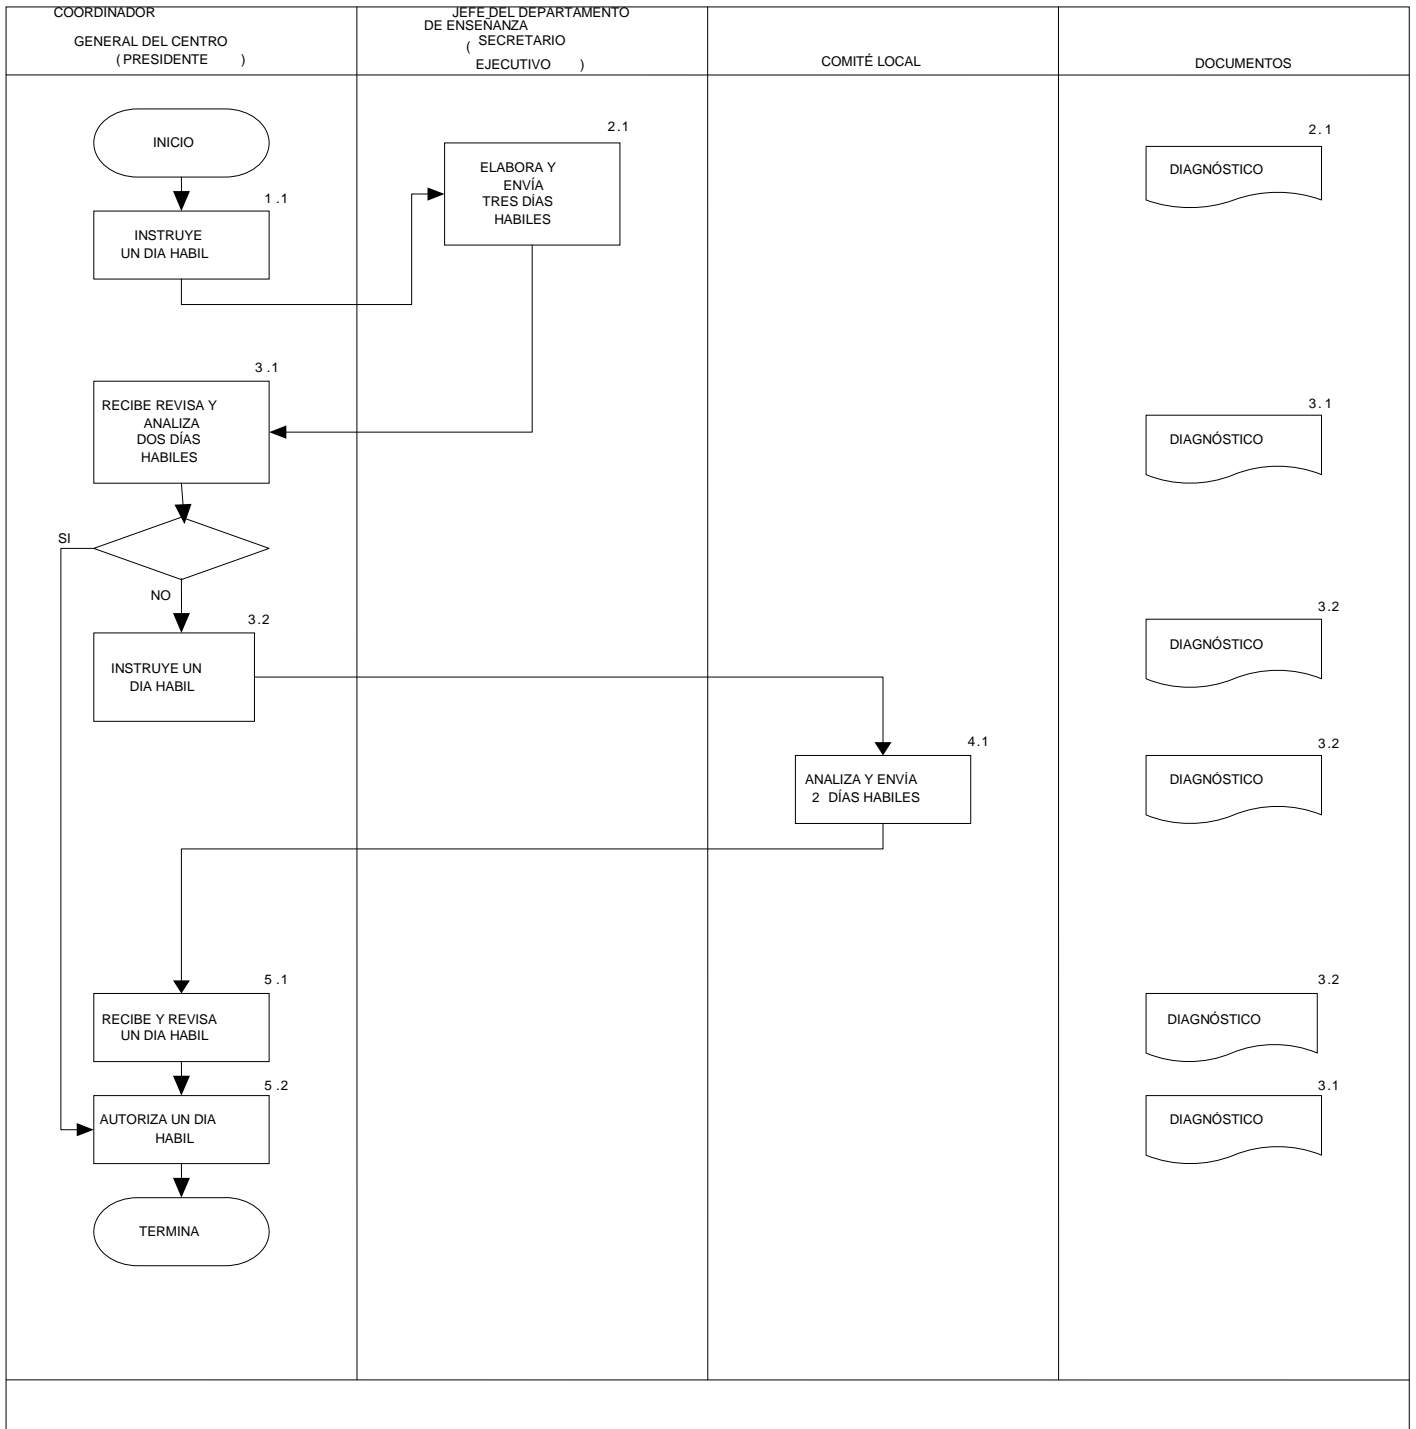 COORDINADOR
GENERAL DEL CENTRO
(PRESIDENTE )
JEFE DEL DEPARTAMENTO
DE ENSEÑANZA
( SECRETARIO
EJECUTIVO )
COMITÉ LOCAL
DOCUMENTOS
INICIO
1 .1
INSTRUYE
UN DIA HABIL
2.1
ELABORA Y
ENVÍA
TRES DÍAS
HABILES
2.1
DIAGNÓSTICO
3 .1
RECIBE REVISA Y
ANALIZA
DOS DÍAS
HABILES
3.1
DIAGNÓSTICO
SI
NO
3.2
INSTRUYE UN
DIA HABIL
3.2
DIAGNÓSTICO
4.1
ANALIZA Y ENVÍA
2 DÍAS HABILES
3.2
DIAGNÓSTICO
5 .1
RECIBE Y REVISA
UN DIA HABIL
3.2
DIAGNÓSTICO
5 .2
AUTORIZA UN DIA
HABIL
3.1
DIAGNÓSTICO
TERMINA